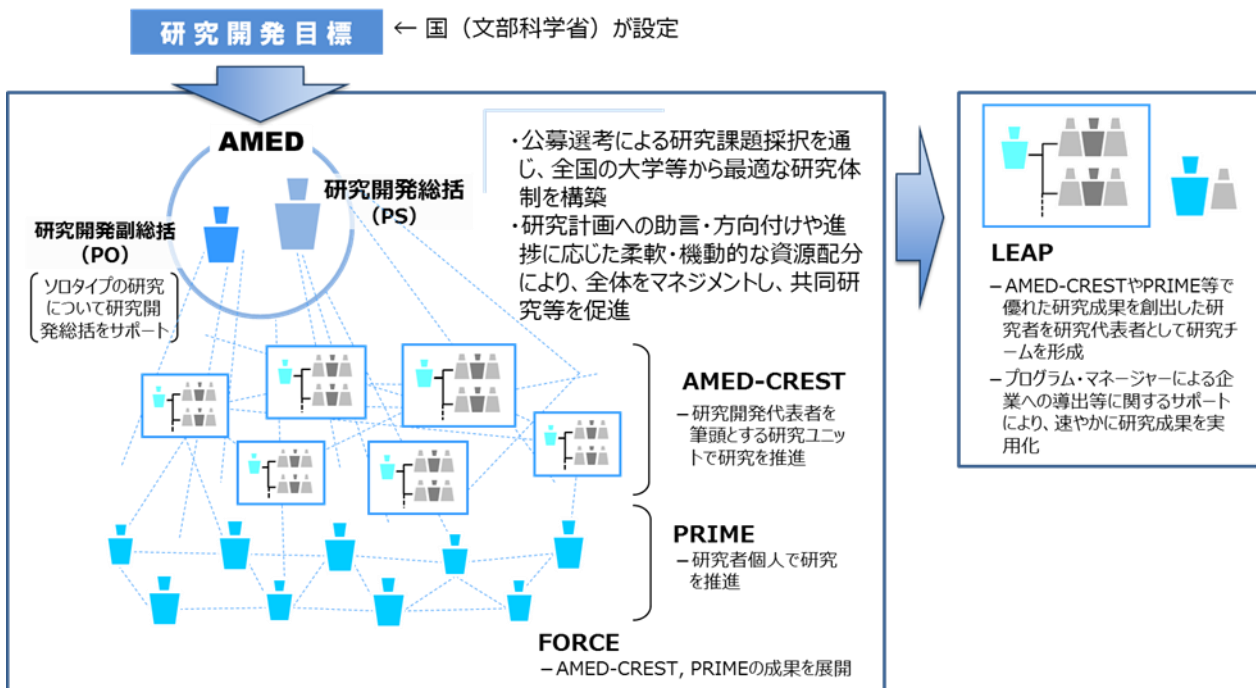 研究開発目標
← 国（文部科学省）が設定
AMED
研究開発総括
（PS）
研究開発副総括
（PO）
ソロタイプの研究
について研究開
発総括をサポート
・公募選考による研究課題採択を通
じ、全国の大学等から最適な研究体
制を構築
・研究計画への助言・方向付けや進
捗に応じた柔軟・機動的な資源配分
により、全体をマネジメントし、共同研
究等を促進
AMED-CREST
－研究開発代表者を
筆頭とする研究ユニッ
トで研究を推進
PRIME
－研究者個人で研究
を推進
FORCE
－AMED-CREST, PRIMEの成果を展開
LEAP
－AMED-CRESTやPRIME等で
優れた研究成果を創出した研
究者を研究代表者として研究チ
ームを形成
－プログラム・マネージャーによる企
業への導出等に関するサポート
により、速やかに研究成果を実
用化